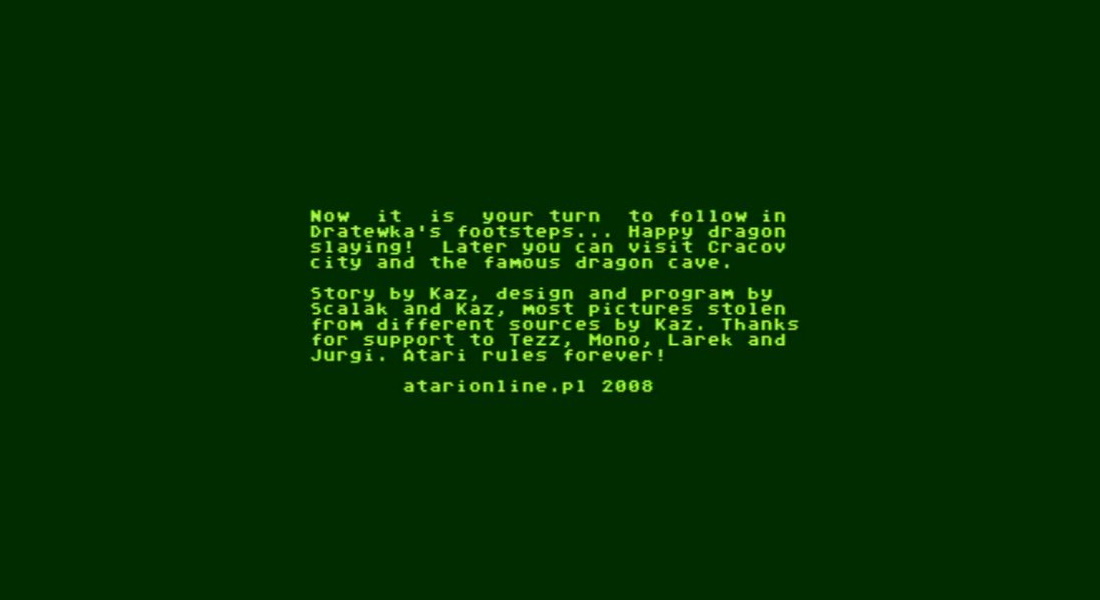 Now  it  is  your turn  to follow in
Dratewka's footsteps... Happy dragon
slaying!  Later you can visit Cracov
city and the famous dragon cave.
Story by Kaz, design and program by
Scalak and Kaz, most pictures stolen
from different sources by Kaz. Thanks
for support to Tezz, Mono, Larek and
Jurgi. Atari rules forever!
atarionline.pl 2008